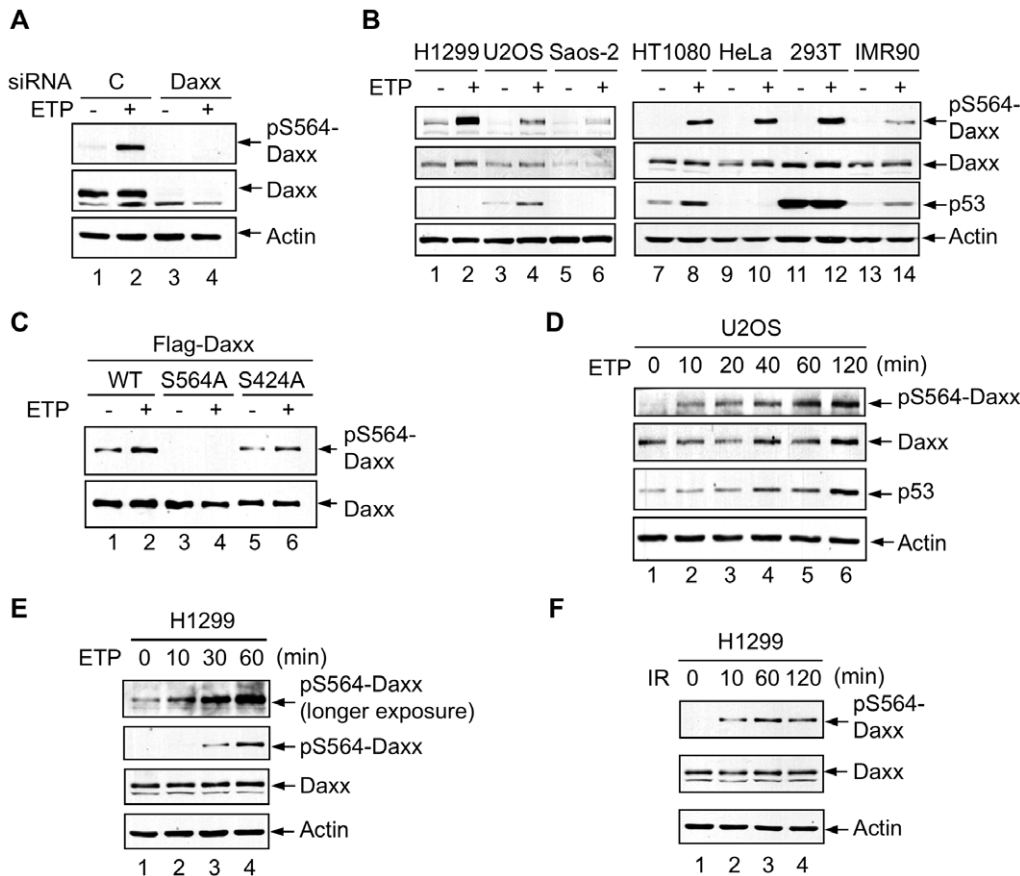 A
siRNA C Daxx
ETP - + - +
pS564-
Daxx
Daxx
Actin
1 2 3 4
B
H1299 U2OS Saos-2 HT1080 HeLa 293T IMR90
ETP - + - + - + - + - + - + - +
pS564-
Daxx
Daxx
p53
Actin
1 2 3 4 5 6 7 8 9 10 11 12 13 14
C
Flag-Daxx
WT S564A S424A
ETP - + - + - +
pS564-
Daxx
Daxx
1 2 3 4 5 6
D
U2OS
ETP 0 10 20 40 60 120 (min)
pS564-Daxx
Daxx
p53
Actin
1 2 3 4 5 6
E
H1299
ETP 0 10 30 60 (min)
pS564-Daxx
(longer exposure)
pS564-Daxx
Daxx
Actin
1 2 3 4
F
H1299
IR 0 10 60 120 (min)
pS564-
Daxx
Daxx
Actin
1 2 3 4